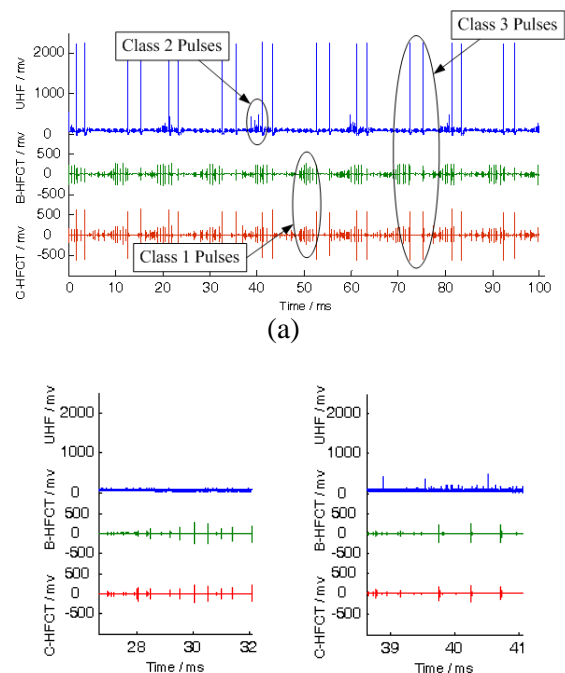 Class 2 Pulses
Class 3 Pulses
UHF / mv
2000
1000
0
B-HFCT / mv
500
0
-500
C-HFCT / mv
500
0
-500
Class 1 Pulses
0 10 20 30 40 50 60 70 80 90 100
Time / ms
(a)
UHF / mv
2000
1000
0
B-HFCT / mv
500
0
-500
C-HFCT / mv
500
0
-500
28 30 32
Time / ms
UHF / mv
2000
1000
0
B-HFCT / mv
500
0
-500
C-HFCT / mv
500
0
-500
39 40 41
Time / ms